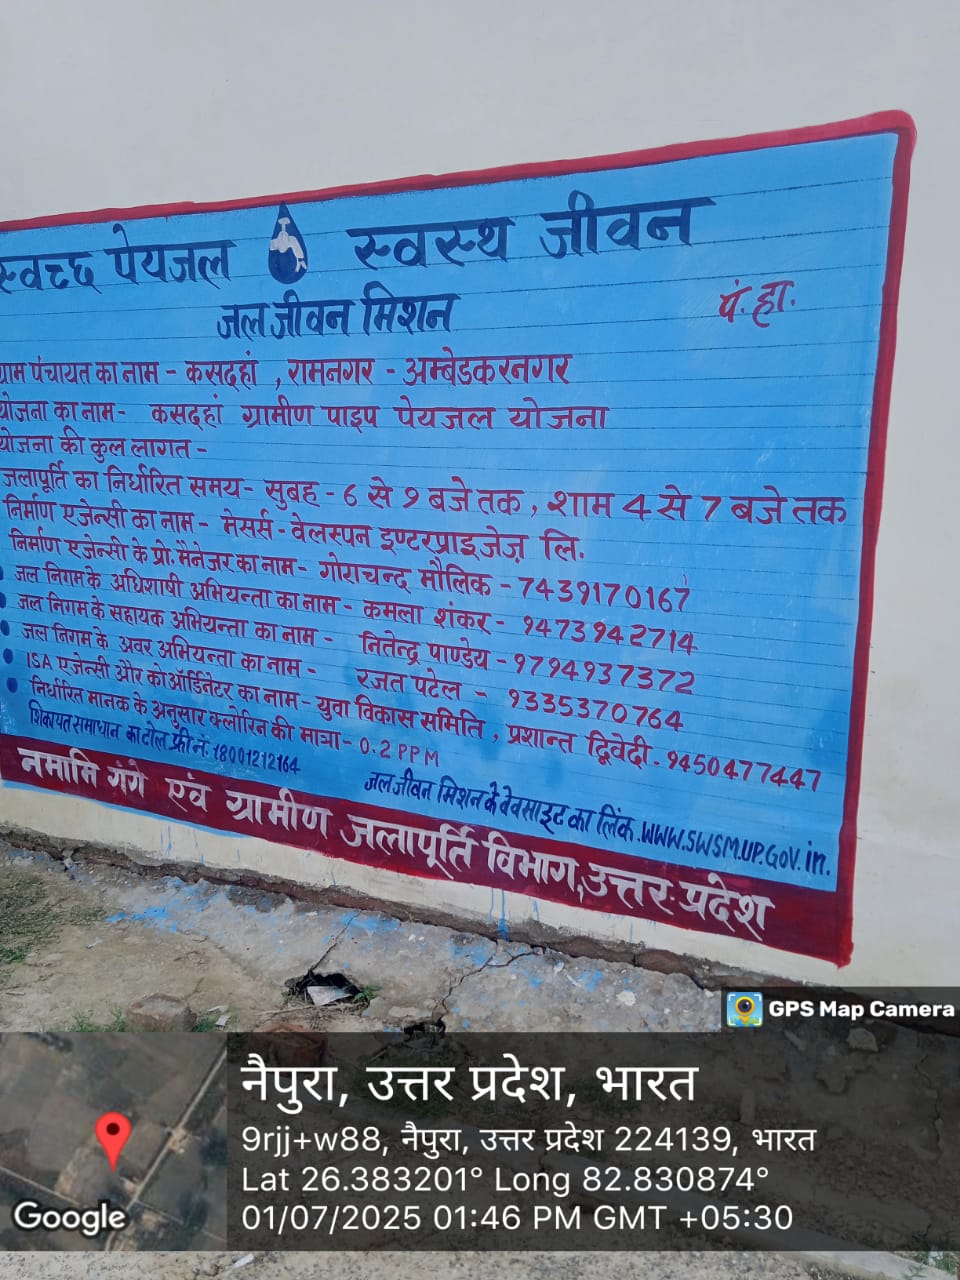 स्वच्छ पेयजल स्वस्थ जीवन
जल जीवन मिशन
पं. हा.
ग्राम पंचायत का नाम - कसदहां , रामनगर - अम्बेडकरनगर
योजना का नाम - कसदहां ग्रामीण पाइप पेयजल योजना
योजना की कुल लागत -
जलापूर्ति का निर्धारित समय - सुबह - 6 से 9 बजे तक , शाम 4 से 7 बजे तक
निर्माण एजेन्सी का नाम - मेसर्स - वेलस्पन इण्टरप्राइजेज़ लि.
निर्माण एजेन्सी के प्रो. मैनेजर का नाम - गोराचन्द मौलिक - 7439170167
जल निगम के अधिशाषी अभियन्ता का नाम - कमला शंकर - 9473942714
जल निगम के सहायक अभियन्ता का नाम - नितेन्द्र पाण्डेय - 9794937372
जल निगम के अवर अभियन्ता का नाम - रजत पटेल - 9335370764
ISA एजेन्सी और कोऑर्डिनेटर का नाम - युवा विकास समिति , प्रशान्त द्विवेदी - 9450477447
निर्धारित मानक के अनुसार क्लोरिन की मात्रा - 0.2 PPM
शिकायत समाधान का टोल फ्री नं. 18001212164
जल जीवन मिशन के वेबसाइट का लिंक . WWW.SWSM.UP.GOV.in.
नमामि गंगे एवं ग्रामीण जलापूर्ति विभाग, उत्तर प्रदेश
GPS Map Camera
नैपुरा, उत्तर प्रदेश, भारत
9rjj+w88, नैपुरा, उत्तर प्रदेश 224139, भारत
Lat 26.383201° Long 82.830874°
01/07/2025 01:46 PM GMT +05:30
Google